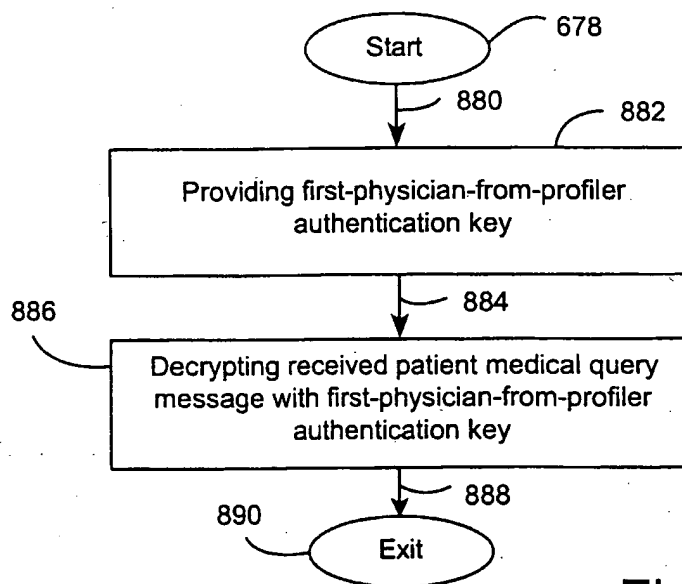 Start
678
880
882
Providing first-physician-from-profiler
authentication key
884
886
Decrypting received patient medical query
message with first-physician-from-profiler
authentication key
888
890
Exit